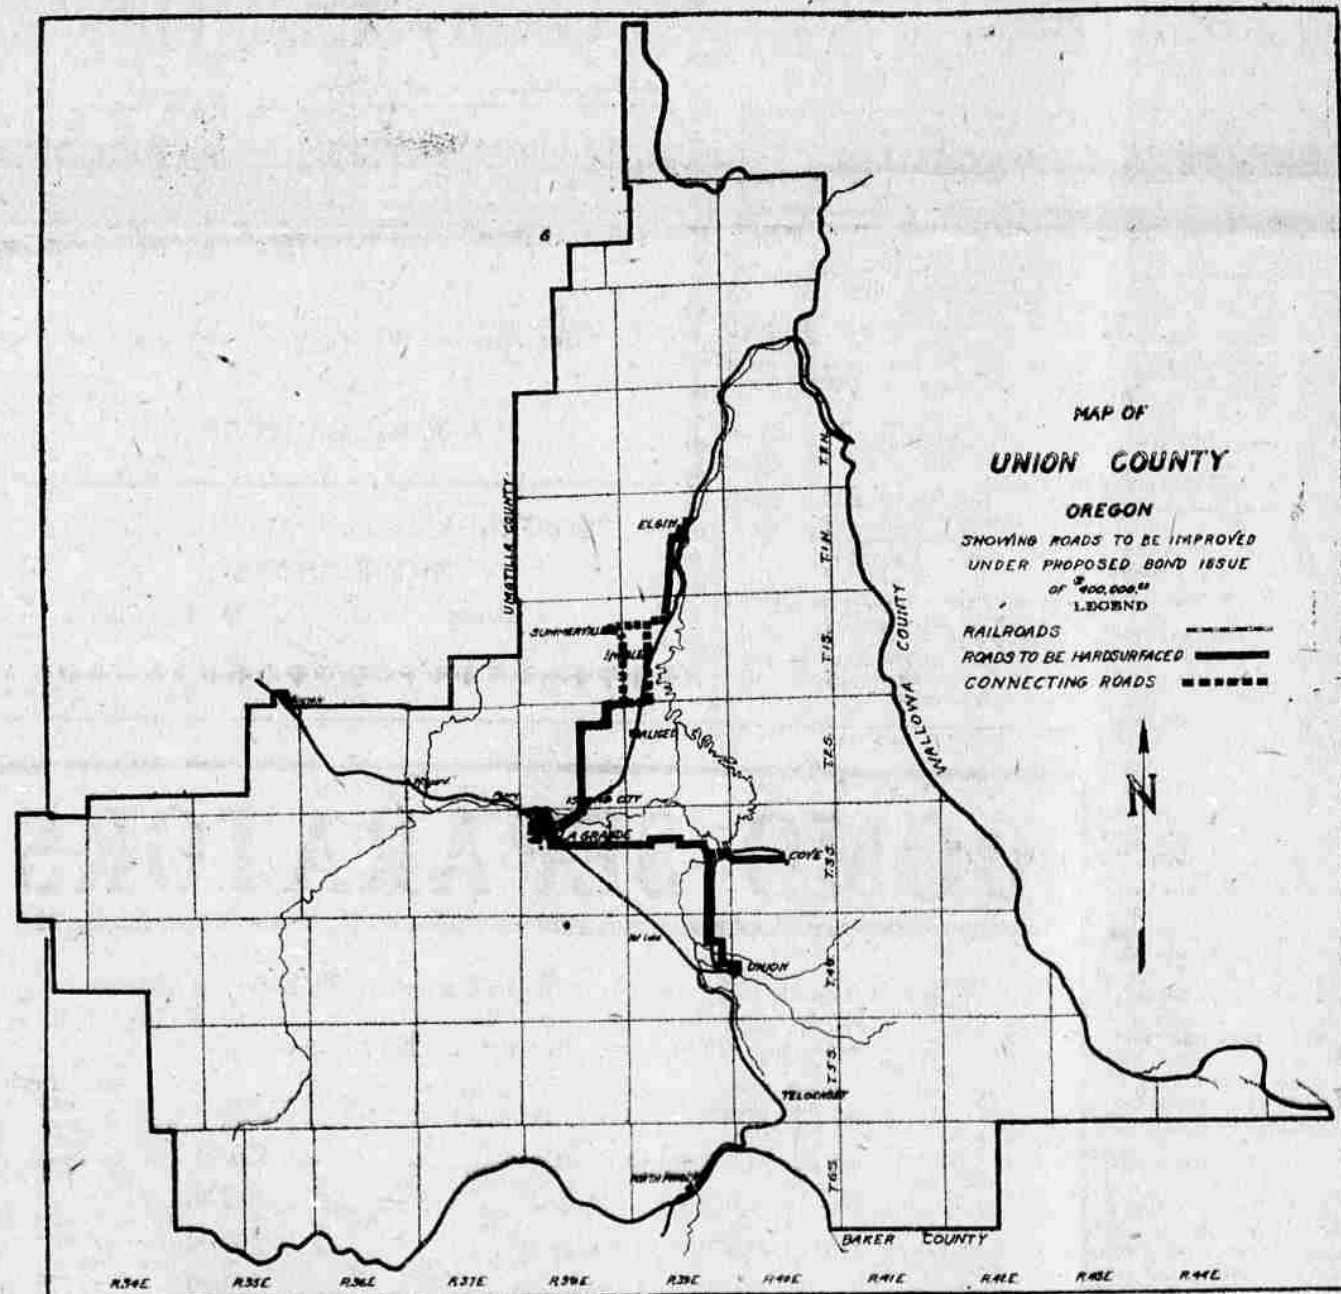 MAP OF
UNION COUNTY
OREGON
SHOWING ROADS TO BE IMPROVED
UNDER PROPOSED BOND ISSUE
OF $400,000.00
LEGEND
RAILROADS
ROADS TO BE HARDSURFACED
CONNECTING ROADS
N
UMATILLA COUNTY
WALLOWA COUNTY
BAKER COUNTY
ELGIN
SUMMERVILLE
IMBLER
ALICEL
ISLAND CITY
LA GRANDE
COVE
Hot Lake
UNION
TELOCASET
NORTH POWDER
T.2N.
T.1N.
T.1S.
T.2S.
T.3S.
T.4S.
T.5S.
T.6S.
R.34E R.35E R.36E R.37E R.38E R.39E R.40E R.41E R.42E R.43E R.44E